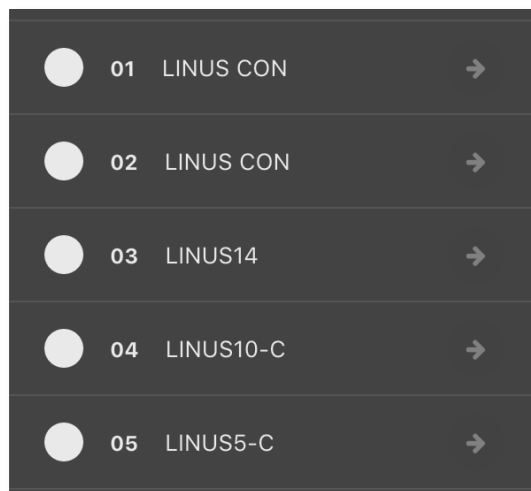 01 LINUS CON
02 LINUS CON
03 LINUS14
04 LINUS10-C
05 LINUS5-C